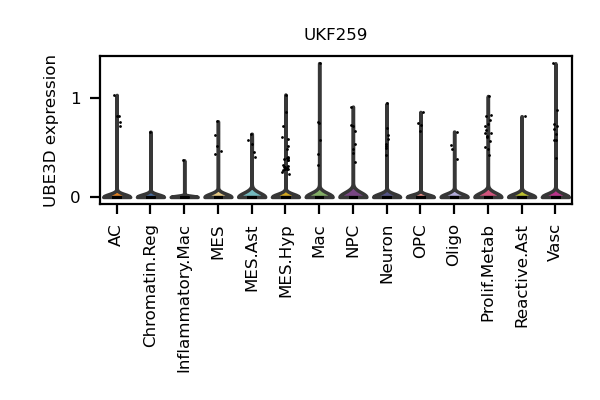 UKF259
UBE3D expression
1
0
AC
Chromatin.Reg
Inflammatory.Mac
MES
MES.Ast
MES.Hyp
Mac
NPC
Neuron
OPC
Oligo
Prolif.Metab
Reactive.Ast
Vasc